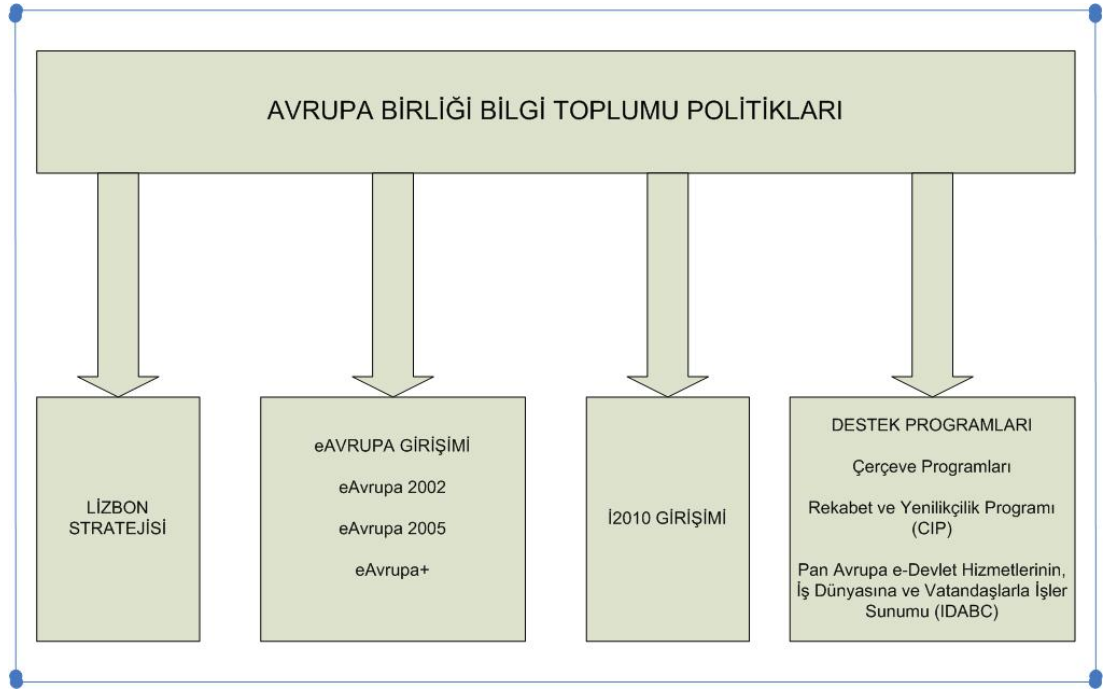 AVRUPA BİRLİĞİ BİLGİ TOPLUMU POLİTİKLARI
LİZBON
STRATEJİSİ
eAVRUPA GİRİŞİMİ
eAvrupa 2002
eAvrupa 2005
eAvrupa+
İ2010 GİRİŞİMİ
DESTEK PROGRAMLARI
Çerçeve Programları
Rekabet ve Yenilikçilik Programı
(CIP)
Pan Avrupa e-Devlet Hizmetlerinin,
İş Dünyasına ve Vatandaşlarla İşler
Sunumu (IDABC)